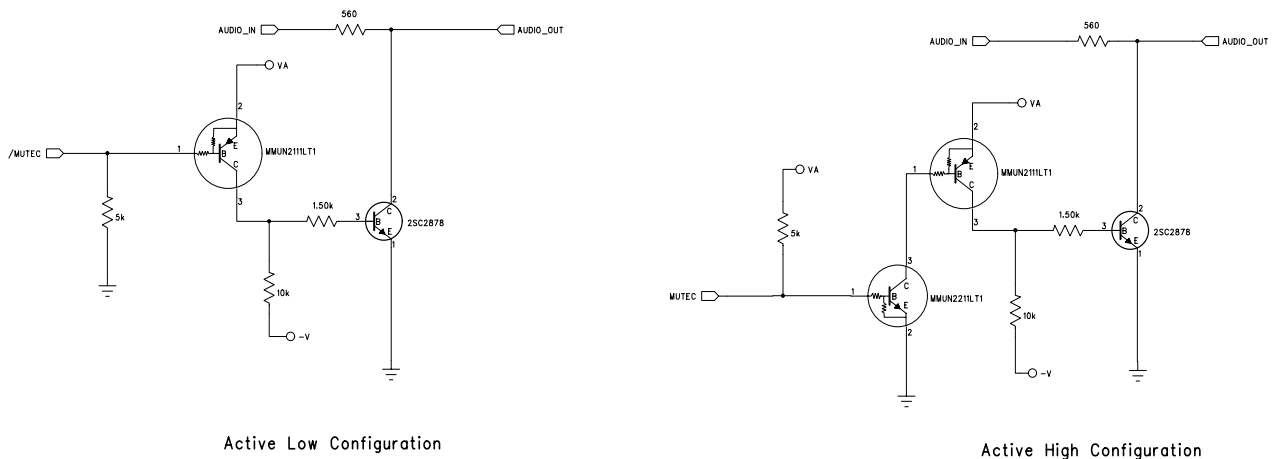 560
AUDIO_IN
AUDIO_OUT
VA
2
E
1
B
MMUN2111LT1
/MUTEC
C
3
5k
1.50k
3
2
C
B
2SC2878
E
1
10k
-V
Active Low Configuration
560
AUDIO_IN
AUDIO_OUT
VA
2
E
1
B
MMUN2111LT1
C
VA
3
5k
1.50k
3
2
C
B
2SC2878
E
1
3
C
MUTEC
1
B
MMUN2211LT1
E
2
10k
-V
Active High Configuration